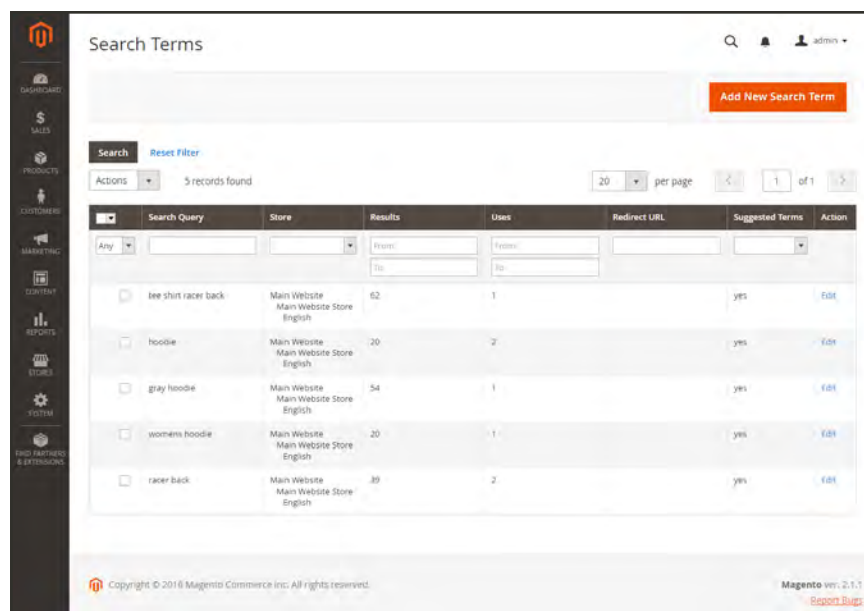 Search Terms
admin
DASHBOARD
SALES
PRODUCTS
CUSTOMERS
MARKETING
CONTENT
REPORTS
STORES
SYSTEM
FIND PARTNERS
& EXTENSIONS
Add New Search Term
Search Reset Filter
Actions 5 records found 20 per page 1 of 1
Search Query Store Results Uses Redirect URL Suggested Terms Action
Any From From
To To
tee shirt racer back Main Website 62 1 yes Edit
Main Website Store
English
hoodie Main Website 20 2 yes Edit
Main Website Store
English
gray hoodie Main Website 54 1 yes Edit
Main Website Store
English
womens hoodie Main Website 20 1 yes Edit
Main Website Store
English
racer back Main Website 39 2 yes Edit
Main Website Store
English
Copyright © 2016 Magento Commerce Inc. All rights reserved. Magento ver. 2.1.1
Report Bugs